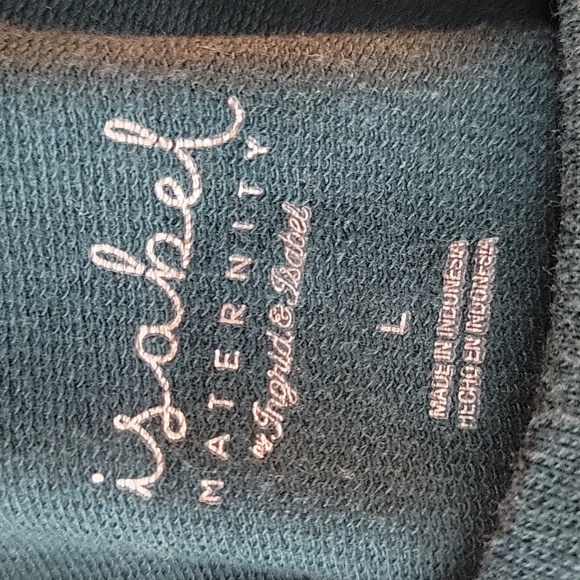 isabel
MATERNITY
by Ingrid & Isabel
L
MADE IN INDONESIA
HECHO EN INDONESIA